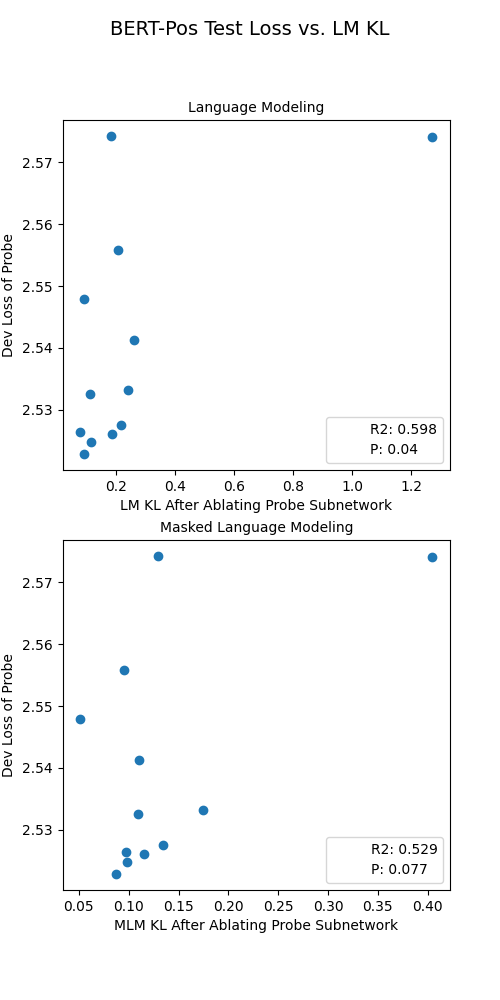 BERT-Pos Test Loss vs. LM KL
Language Modeling
2.57
2.56
2.55
2.54
2.53
Dev Loss of Probe
R2: 0.598
P: 0.04
0.2 0.4 0.6 0.8 1.0 1.2
LM KL After Ablating Probe Subnetwork
Masked Language Modeling
2.57
2.56
2.55
2.54
2.53
Dev Loss of Probe
R2: 0.529
P: 0.077
0.05 0.10 0.15 0.20 0.25 0.30 0.35 0.40
MLM KL After Ablating Probe Subnetwork